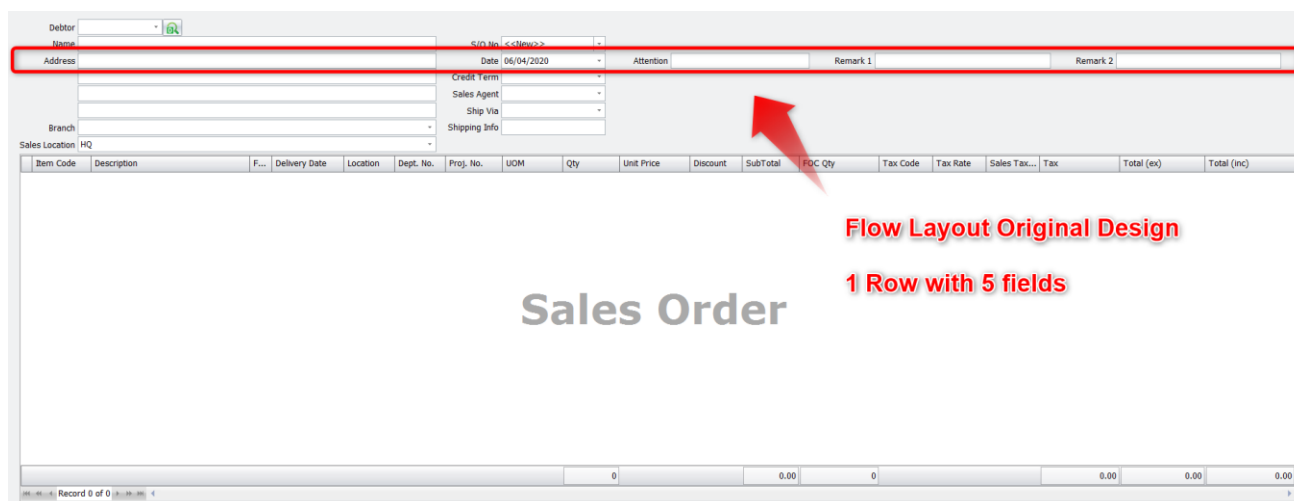 Debtor
Name S/O No <<New>>
Address Date 06/04/2020 Attention Remark 1 Remark 2
Credit Term
Sales Agent
Ship Via
Branch Shipping Info
Sales Location HQ
Item Code Description F... Delivery Date Location Dept. No. Proj. No. UOM Qty Unit Price Discount SubTotal FOC Qty Tax Code Tax Rate Sales Tax... Tax Total (ex) Total (inc)
Flow Layout Original Design
1 Row with 5 fields
Sales Order
0 0.00 0 0.00 0.00 0.00
Record 0 of 0